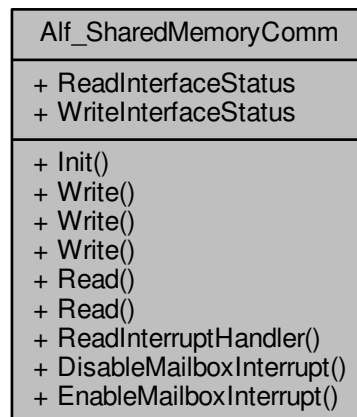 Alf_SharedMemoryComm
+ ReadInterfaceStatus
+ WriteInterfaceStatus
+ Init()
+ Write()
+ Write()
+ Write()
+ Read()
+ Read()
+ ReadInterruptHandler()
+ DisableMailboxInterrupt()
+ EnableMailboxInterrupt()